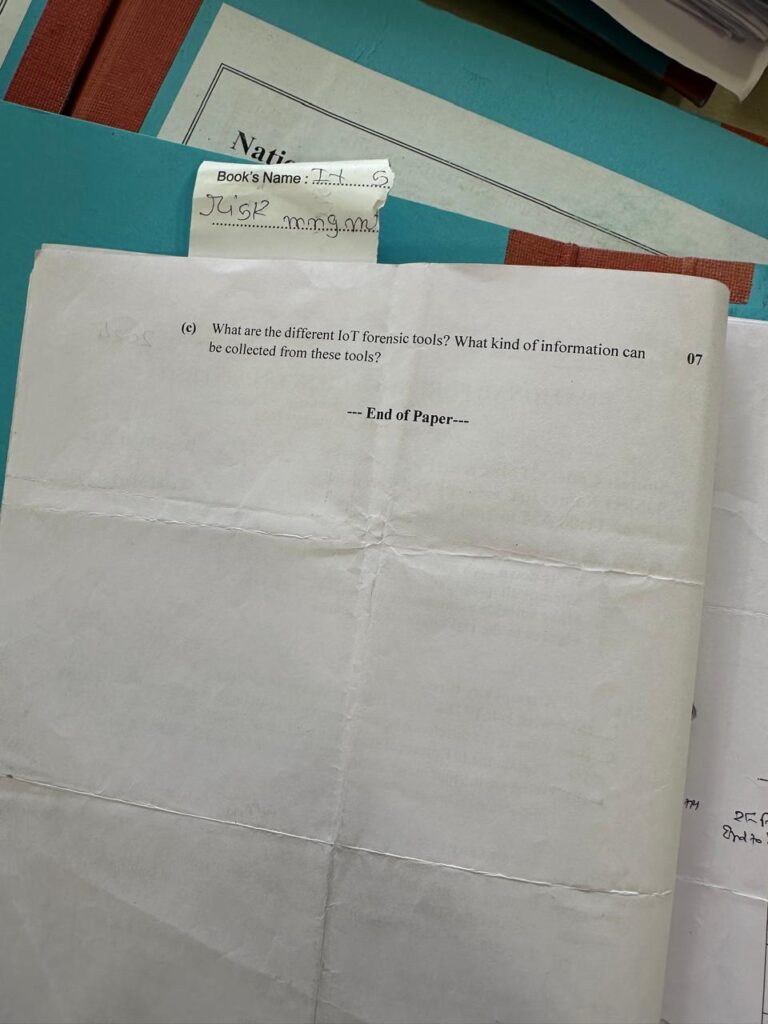 Natio
Book's Name : It S
Risk mngmt
(c) What are the different IoT forensic tools? What kind of information can
be collected from these tools?
07
--- End of Paper---